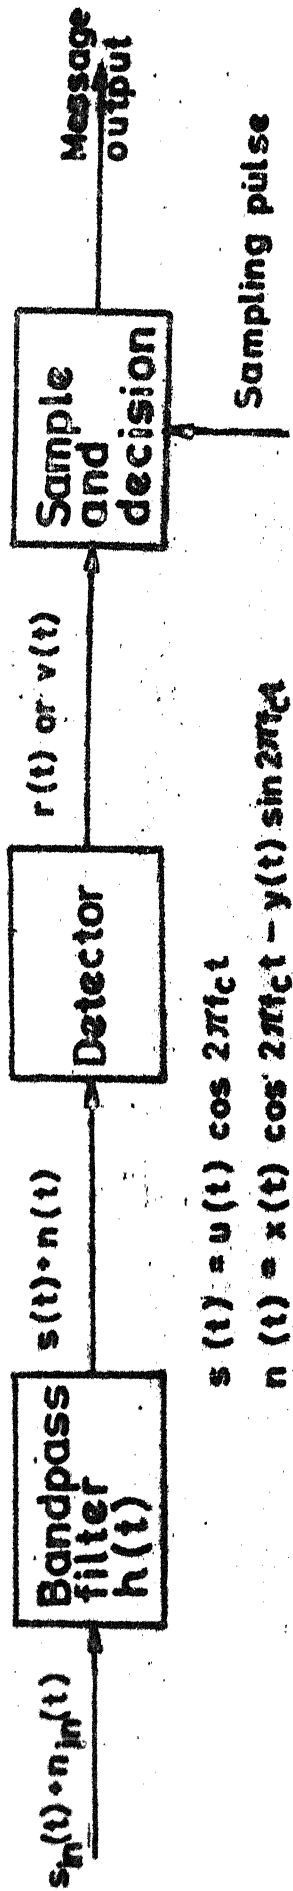 s_in(t)+n_in(t)
Bandpass
filter
h(t)
s(t)+n(t)
Detector
r(t) or v(t)
Sample
and
decision
Message
output
Sampling pulse
s (t) = u(t) cos 2πf_ct
n (t) = x(t) cos 2πf_ct − y(t) sin 2πf_ct